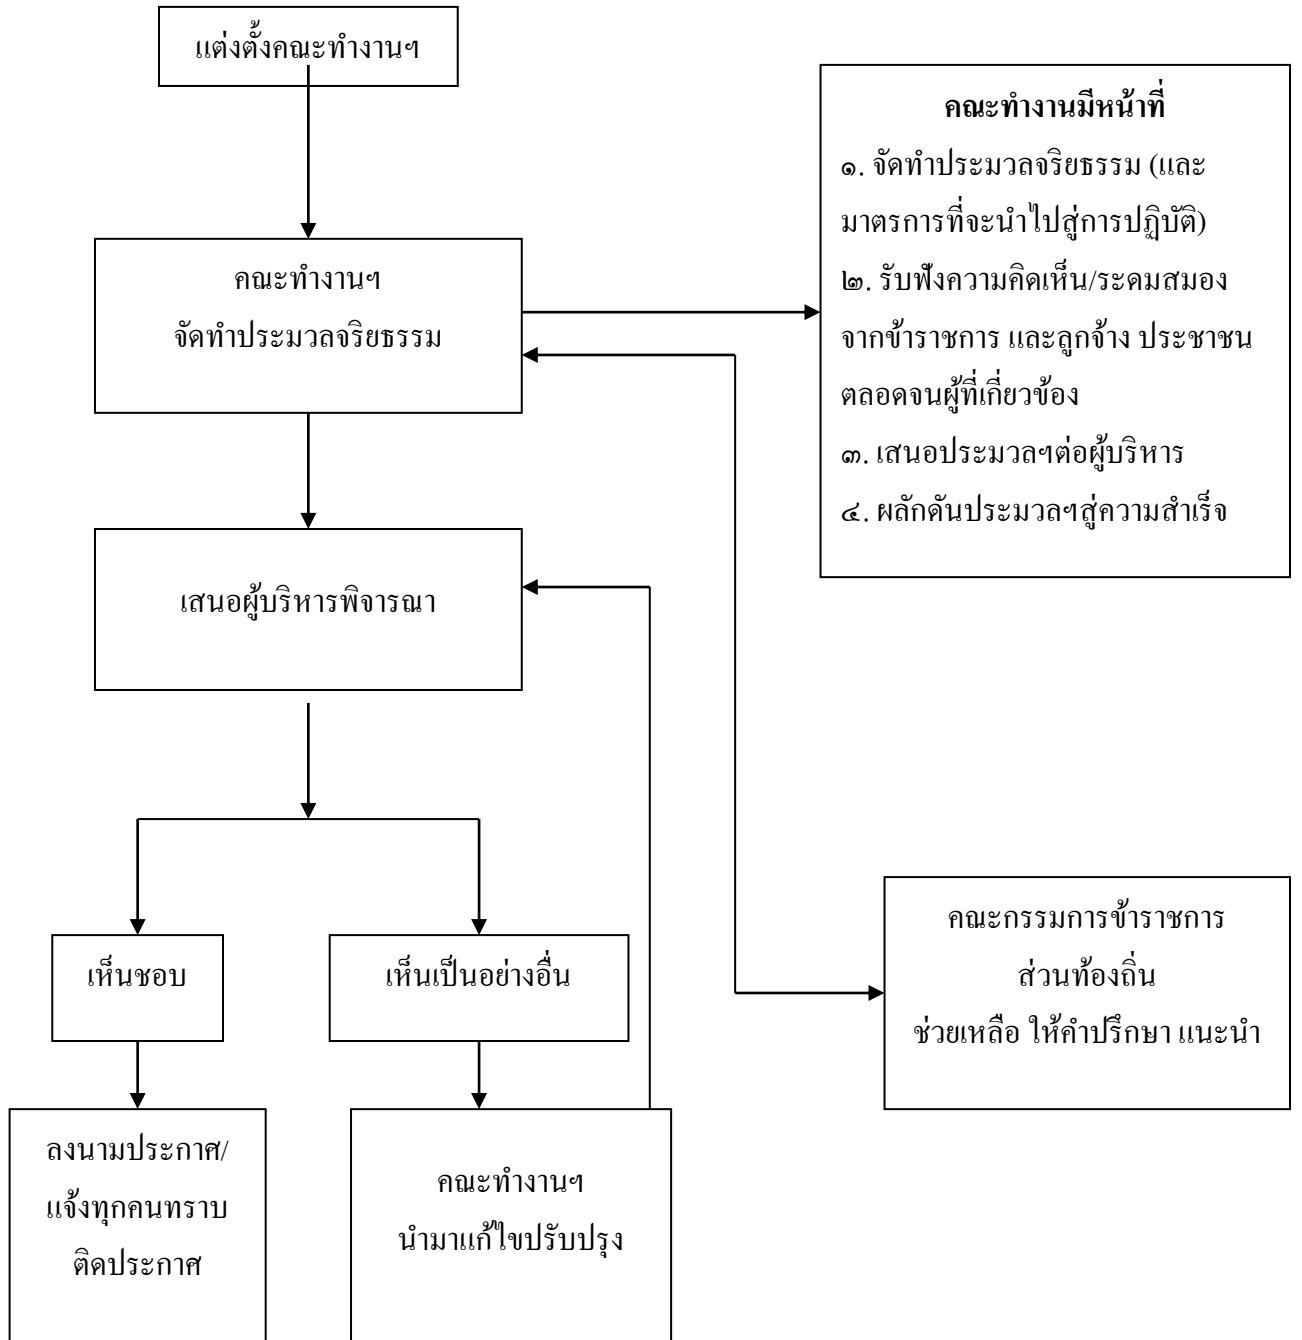 แต่งตั้งคณะทำงานฯ
คณะทำงานมีหน้าที่
๑. จัดทำประมวลจริยธรรม (และ
มาตรการที่จะนำไปสู่การปฏิบัติ)
๒. รับฟังความคิดเห็น/ระดมสมอง
จากข้าราชการ และลูกจ้าง ประชาชน
ตลอดจนผู้ที่เกี่ยวข้อง
๓. เสนอประมวลฯต่อผู้บริหาร
๔. ผลักดันประมวลฯสู่ความสำเร็จ
คณะทำงานฯ
จัดทำประมวลจริยธรรม
เสนอผู้บริหารพิจารณา
เห็นชอบ
เห็นเป็นอย่างอื่น
คณะกรรมการข้าราชการ
ส่วนท้องถิ่น
ช่วยเหลือ ให้คำปรึกษา แนะนำ
ลงนามประกาศ/
แจ้งทุกคนทราบ
ติดประกาศ
คณะทำงานฯ
นำมาแก้ไขปรับปรุง